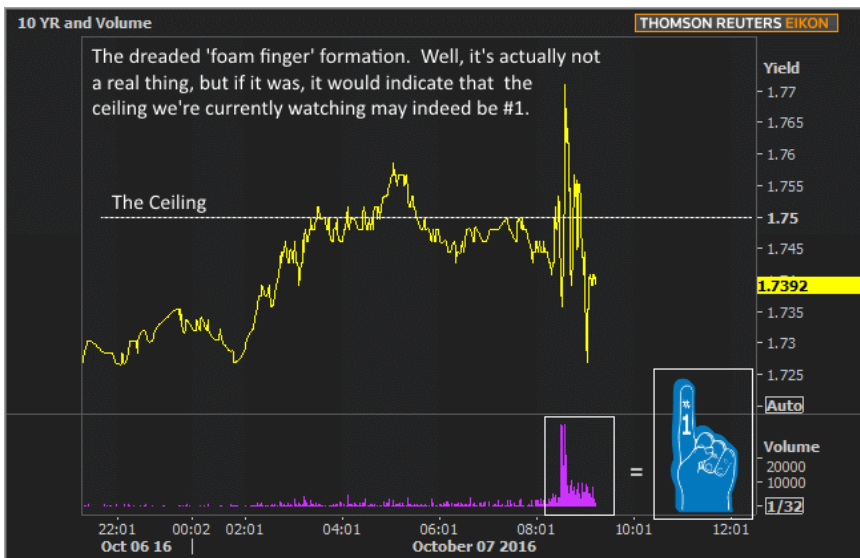 10 YR and Volume
THOMSON REUTERS EIKON
The dreaded 'foam finger' formation.  Well, it's actually not
a real thing, but if it was, it would indicate that  the
ceiling we're currently watching may indeed be #1.
Yield
1.77
1.765
1.76
1.755
The Ceiling
1.75
1.745
1.7392
1.735
1.73
1.725
Auto
#1
Volume
20000
=
10000
1/32
22:01 00:02 02:01 04:01 06:01 08:01 10:01 12:01
Oct 06 16 October 07 2016